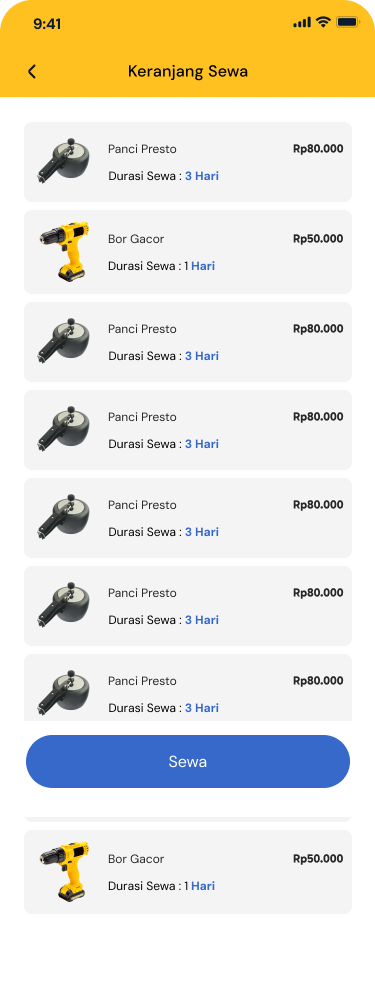 9:41
Keranjang Sewa
Panci Presto Rp80.000
Durasi Sewa : 3 Hari
Bor Gacor Rp50.000
Durasi Sewa : 1 Hari
Panci Presto Rp80.000
Durasi Sewa : 3 Hari
Panci Presto Rp80.000
Durasi Sewa : 3 Hari
Panci Presto Rp80.000
Durasi Sewa : 3 Hari
Panci Presto Rp80.000
Durasi Sewa : 3 Hari
Panci Presto Rp80.000
Durasi Sewa : 3 Hari
Sewa
Bor Gacor Rp50.000
Durasi Sewa : 1 Hari